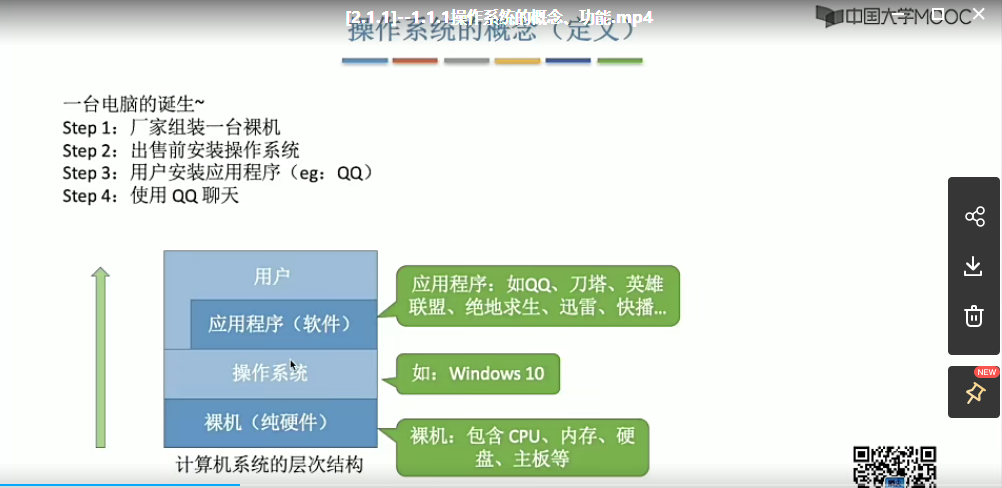 [2.1.1]--1.1.1操作系统的概念、功能.mp4
中国大学MOOC
操作系统的概念（定义）
一台电脑的诞生~
Step 1：厂家组装一台裸机
Step 2：出售前安装操作系统
Step 3：用户安装应用程序（eg：QQ）
Step 4：使用 QQ 聊天
用户
应用程序（软件）
操作系统
裸机（纯硬件）
计算机系统的层次结构
应用程序：如QQ、刀塔、英雄
联盟、绝地求生、迅雷、快播...
如：Windows 10
裸机：包含 CPU、内存、硬
盘、主板等
NEW